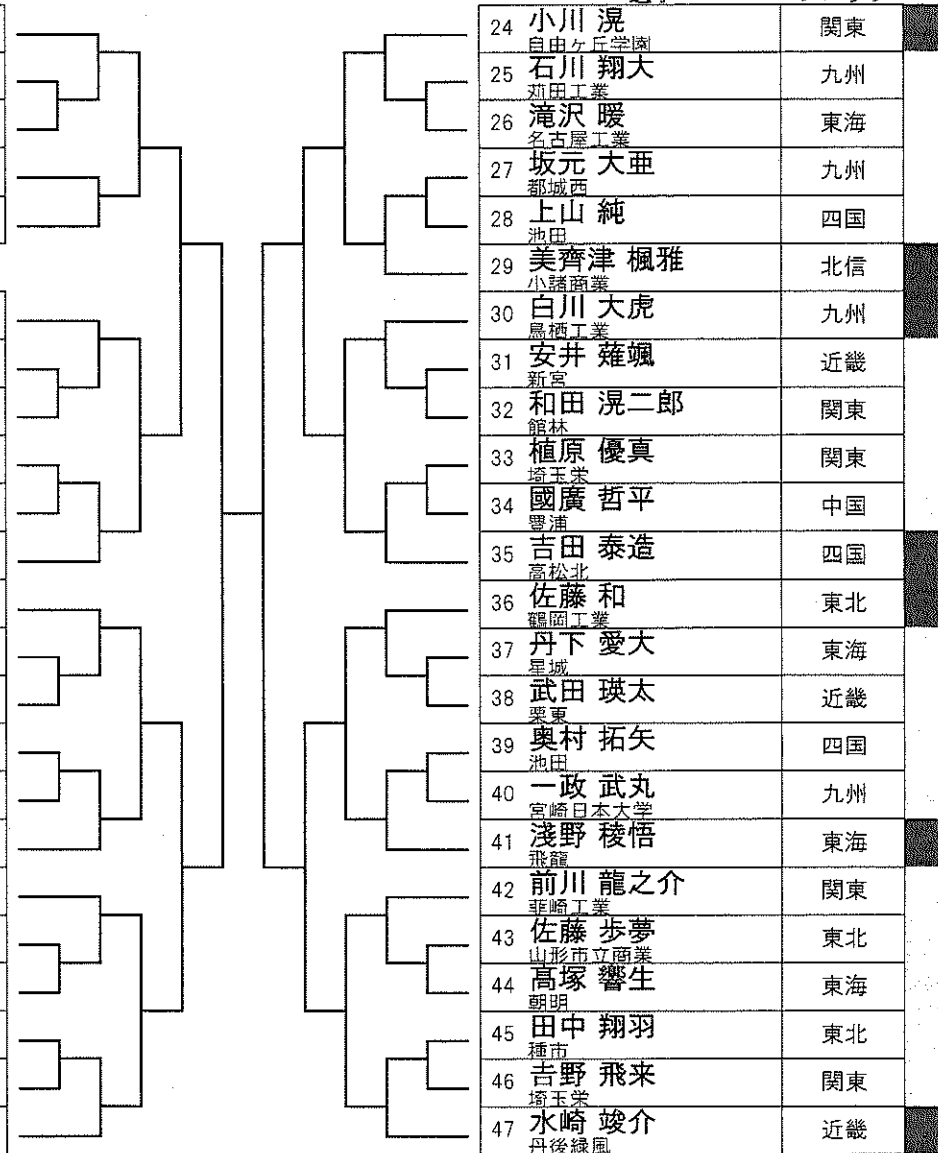 24 小川 滉 関東
自由ヶ丘学園
25 石川 翔大 九州
苅田工業
26 滝沢 暖 東海
名古屋工業
27 坂元 大亜 九州
都城西
28 上山 純 四国
池田
29 美齊津 楓雅 北信
小諸商業
30 白川 大虎 九州
鳥栖工業
31 安井 薙颯 近畿
新宮
32 和田 滉二郎 関東
館林
33 植原 優真 関東
埼玉栄
34 國廣 哲平 中国
豊浦
35 吉田 泰造 四国
高松北
36 佐藤 和 東北
鶴岡工業
37 丹下 愛大 東海
星城
38 武田 瑛太 近畿
栗東
39 奥村 拓矢 四国
池田
40 一政 武丸 九州
宮崎日本大学
41 淺野 稜悟 東海
飛龍
42 前川 龍之介 関東
韮崎工業
43 佐藤 歩夢 東北
山形市立商業
44 髙塚 響生 東海
朝明
45 田中 翔羽 東北
種市
46 𠮷野 飛来 関東
埼玉栄
47 水崎 竣介 近畿
丹後緑風